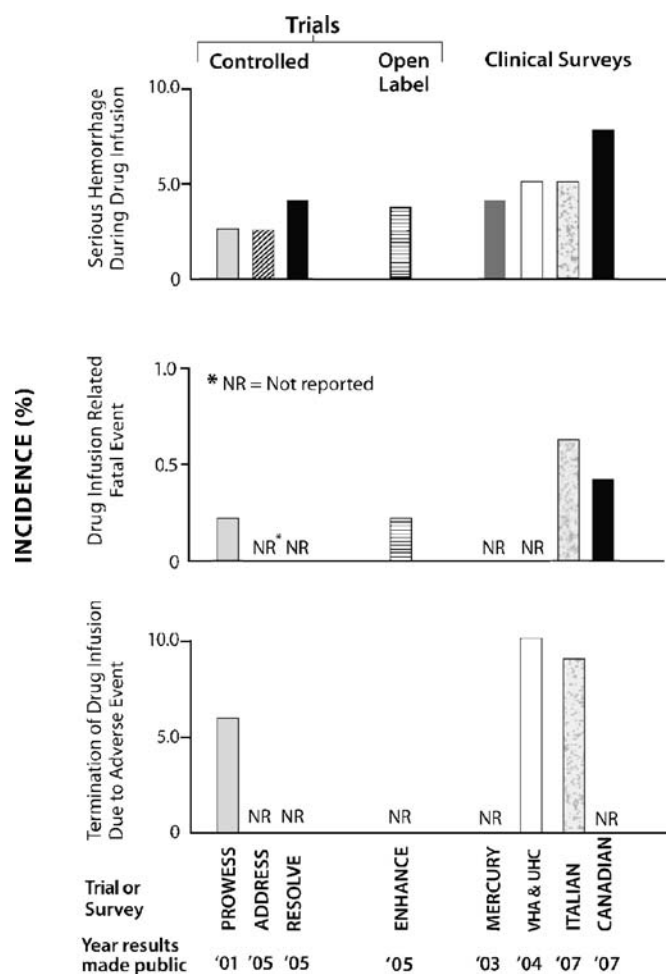 Trials
Controlled
Open
Label
Clinical Surveys
INCIDENCE (%)
Serious Hemorrhage
During Drug Infusion
10.0
5.0
0
Drug Infusion Related
Fatal Event
1.0
0.5
0
* NR = Not reported
NR* NR
NR NR
Termination of Drug Infusion
Due to Adverse Event
10.0
5.0
0
NR NR NR NR NR
Trial or
Survey
PROWESS
ADDRESS
RESOLVE
ENHANCE
MERCURY
VHA & UHC
ITALIAN
CANADIAN
Year results
made public
'01 '05 '05 '05 '03 '04 '07 '07